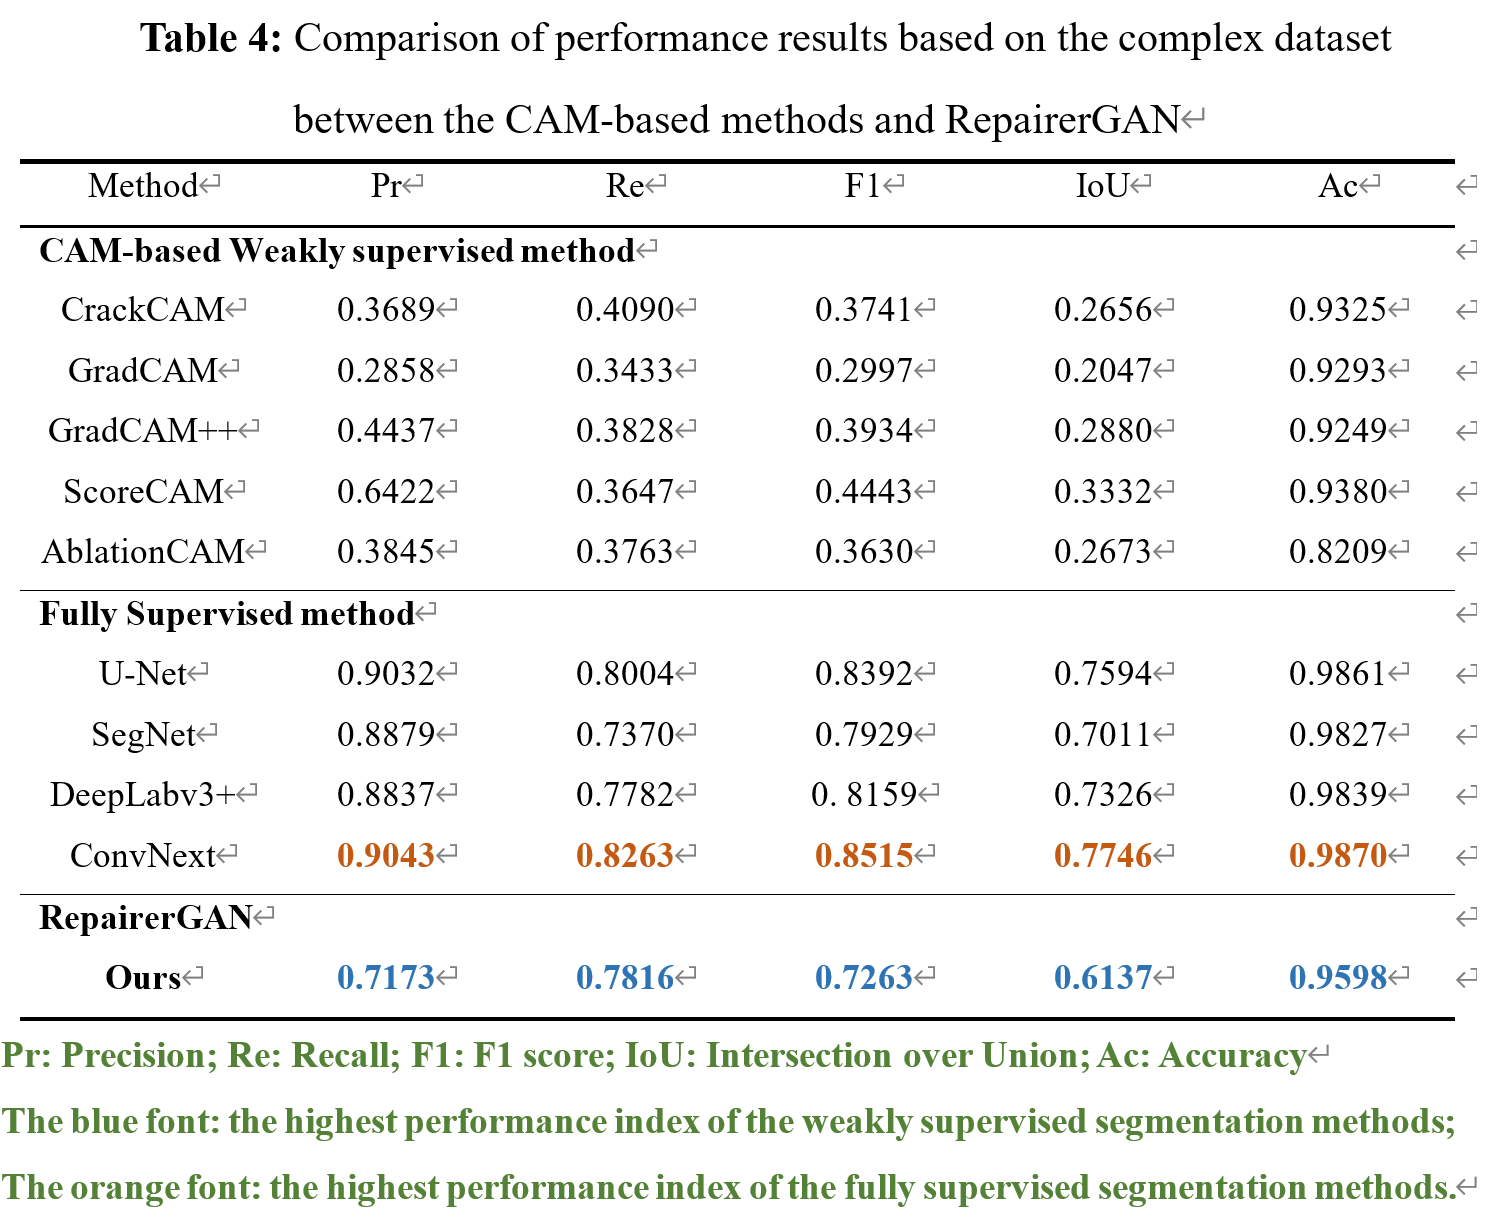 Table 4: Comparison of performance results based on the complex dataset
between the CAM-based methods and RepairerGAN↵
Method↵ Pr↵ Re↵ F1↵ IoU↵ Ac↵ ↵
CAM-based Weakly supervised method↵ ↵
CrackCAM↵ 0.3689↵ 0.4090↵ 0.3741↵ 0.2656↵ 0.9325↵ ↵
GradCAM↵ 0.2858↵ 0.3433↵ 0.2997↵ 0.2047↵ 0.9293↵ ↵
GradCAM++↵ 0.4437↵ 0.3828↵ 0.3934↵ 0.2880↵ 0.9249↵ ↵
ScoreCAM↵ 0.6422↵ 0.3647↵ 0.4443↵ 0.3332↵ 0.9380↵ ↵
AblationCAM↵ 0.3845↵ 0.3763↵ 0.3630↵ 0.2673↵ 0.8209↵ ↵
Fully Supervised method↵ ↵
U-Net↵ 0.9032↵ 0.8004↵ 0.8392↵ 0.7594↵ 0.9861↵ ↵
SegNet↵ 0.8879↵ 0.7370↵ 0.7929↵ 0.7011↵ 0.9827↵ ↵
DeepLabv3+↵ 0.8837↵ 0.7782↵ 0. 8159↵ 0.7326↵ 0.9839↵ ↵
ConvNext↵ 0.9043↵ 0.8263↵ 0.8515↵ 0.7746↵ 0.9870↵ ↵
RepairerGAN↵ ↵
Ours↵ 0.7173↵ 0.7816↵ 0.7263↵ 0.6137↵ 0.9598↵ ↵
Pr: Precision; Re: Recall; F1: F1 score; IoU: Intersection over Union; Ac: Accuracy↵
The blue font: the highest performance index of the weakly supervised segmentation methods;
The orange font: the highest performance index of the fully supervised segmentation methods.↵